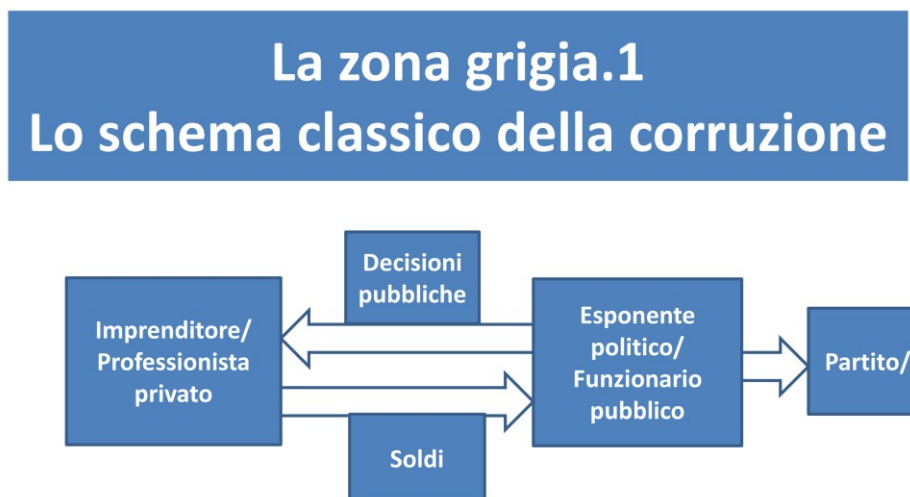 La zona grigia.1
Lo schema classico della corruzione
Decisioni
pubbliche
Imprenditore/
Professionista
privato
Esponente
politico/
Funzionario
pubblico
Partito/
Soldi